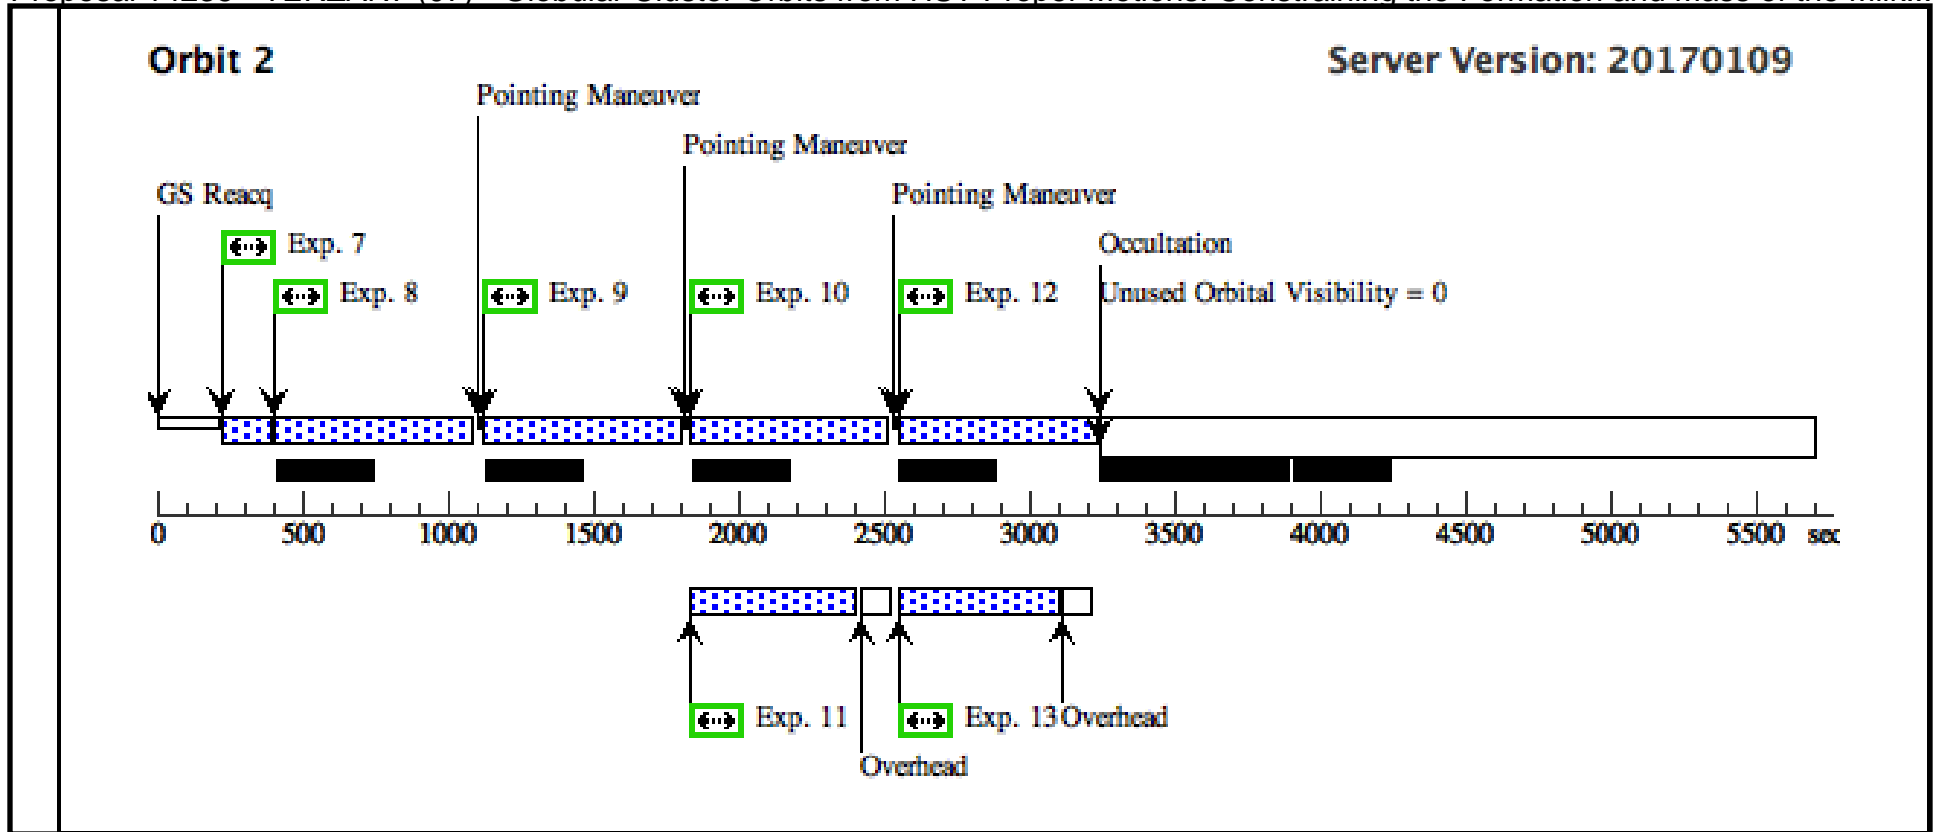 Orbit 2
Server Version: 20170109
Pointing Maneuver
Pointing Maneuver
GS Reacq
Pointing Maneuver
Exp. 7
Occultation
Exp. 8
Exp. 9
Exp. 10
Exp. 12
Unused Orbital Visibility = 0
0 500 1000 1500 2000 2500 3000 3500 4000 4500 5000 5500 sec
Exp. 11
Exp. 13
Overhead
Overhead